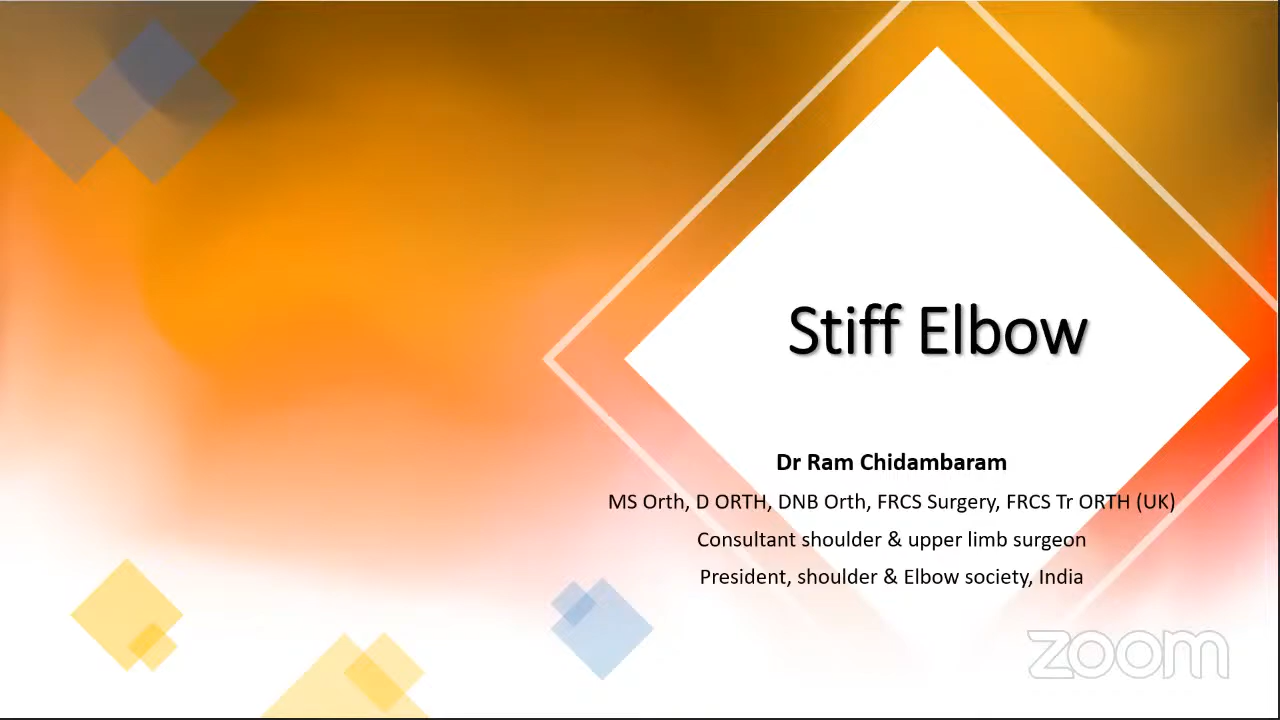 Stiff Elbow
Dr Ram Chidambaram
MS Orth, D ORTH, DNB Orth, FRCS Surgery, FRCS Tr ORTH (UK)
Consultant shoulder & upper limb surgeon
President, shoulder & Elbow society, India
zoom